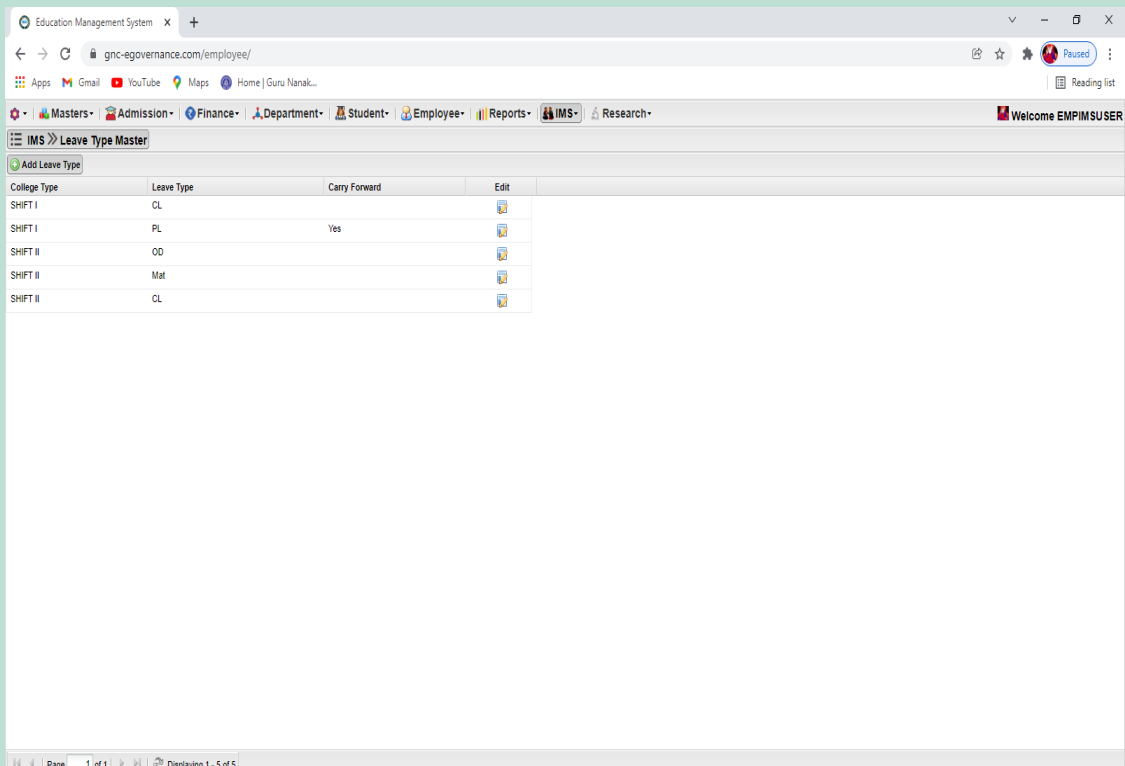 Education Management System
gnc-egovernance.com/employee/
Paused
Apps Gmail YouTube Maps Home | Guru Nanak... Reading list
Masters Admission Finance Department Student Employee Reports IMS Research Welcome EMPIMSUSER
IMS Leave Type Master
Add Leave Type
College Type Leave Type Carry Forward Edit
SHIFT I CL
SHIFT I PL Yes
SHIFT II OD
SHIFT II Mat
SHIFT II CL
Page 1 of 1 Displaying 1 - 5 of 5